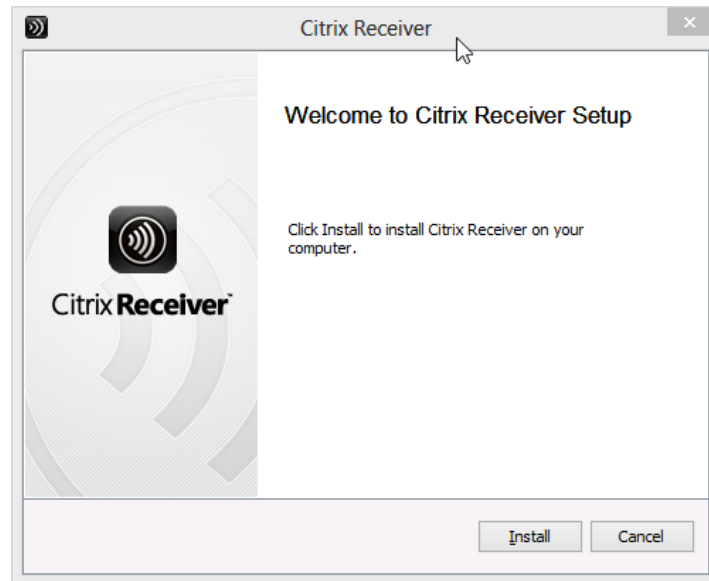 Citrix Receiver
Welcome to Citrix Receiver Setup
Click Install to install Citrix Receiver on your
computer.
Citrix Receiver™
Install
Cancel